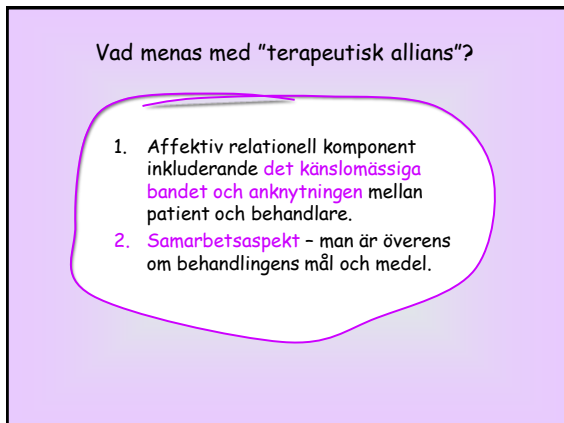 Vad menas med ”terapeutisk allians”?
1. Affektiv relationell komponent
inkluderande det känslomässiga
bandet och anknytningen mellan
patient och behandlare.
2. Samarbetsaspekt – man är överens
om behandlingens mål och medel.